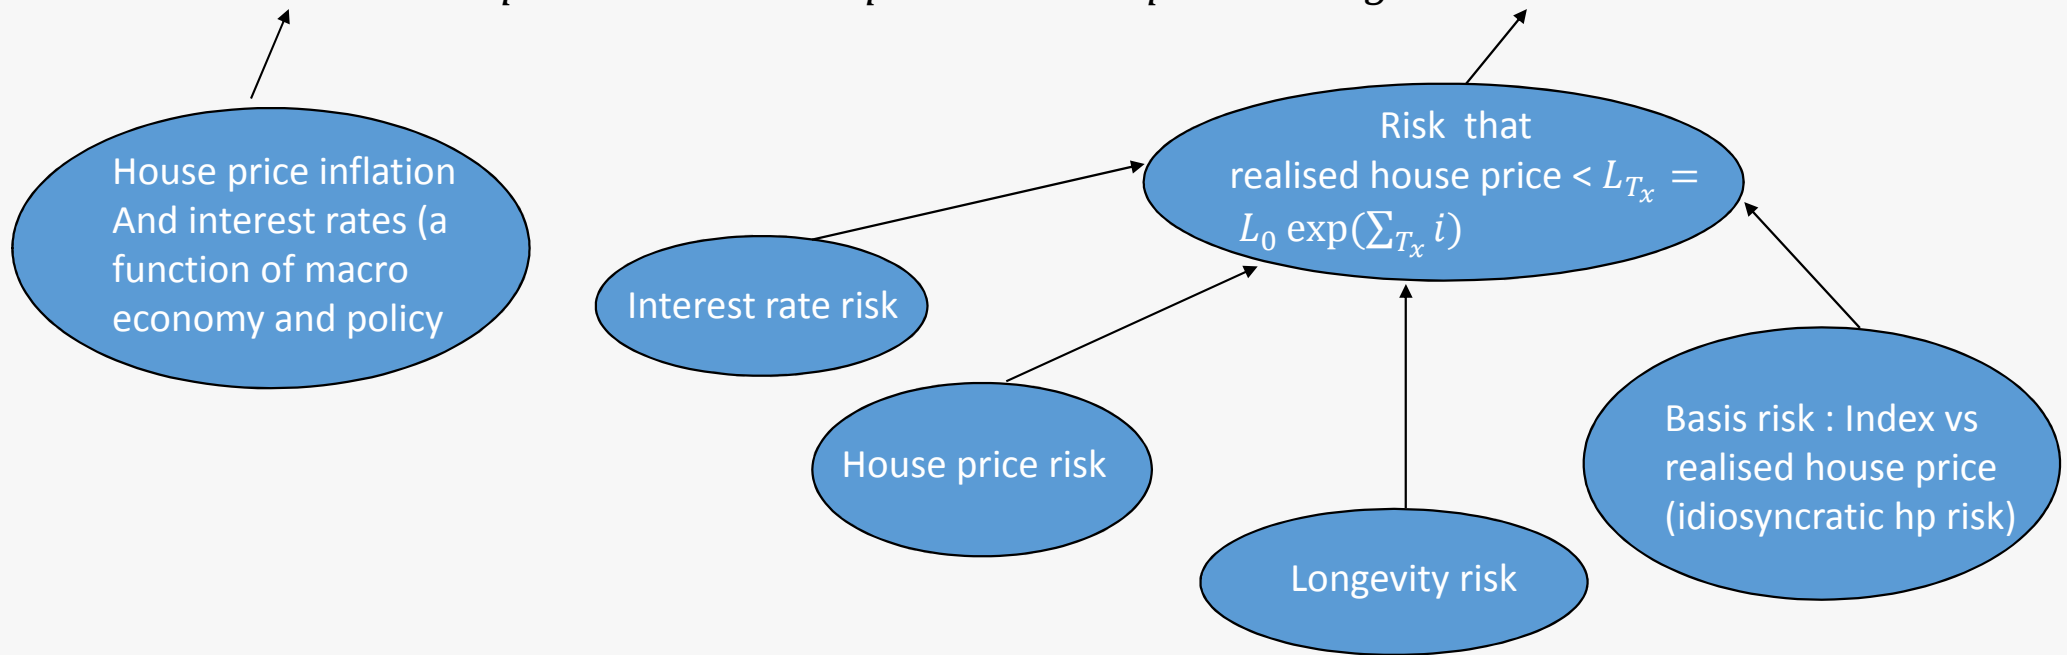 House price inflation
And interest rates (a
function of macro
economy and policy
Risk that
realised house price < L_{T_x} =
L_0 exp(∑_{T_x} i)
Interest rate risk
House price risk
Longevity risk
Basis risk : Index vs
realised house price
(idiosyncratic hp risk)